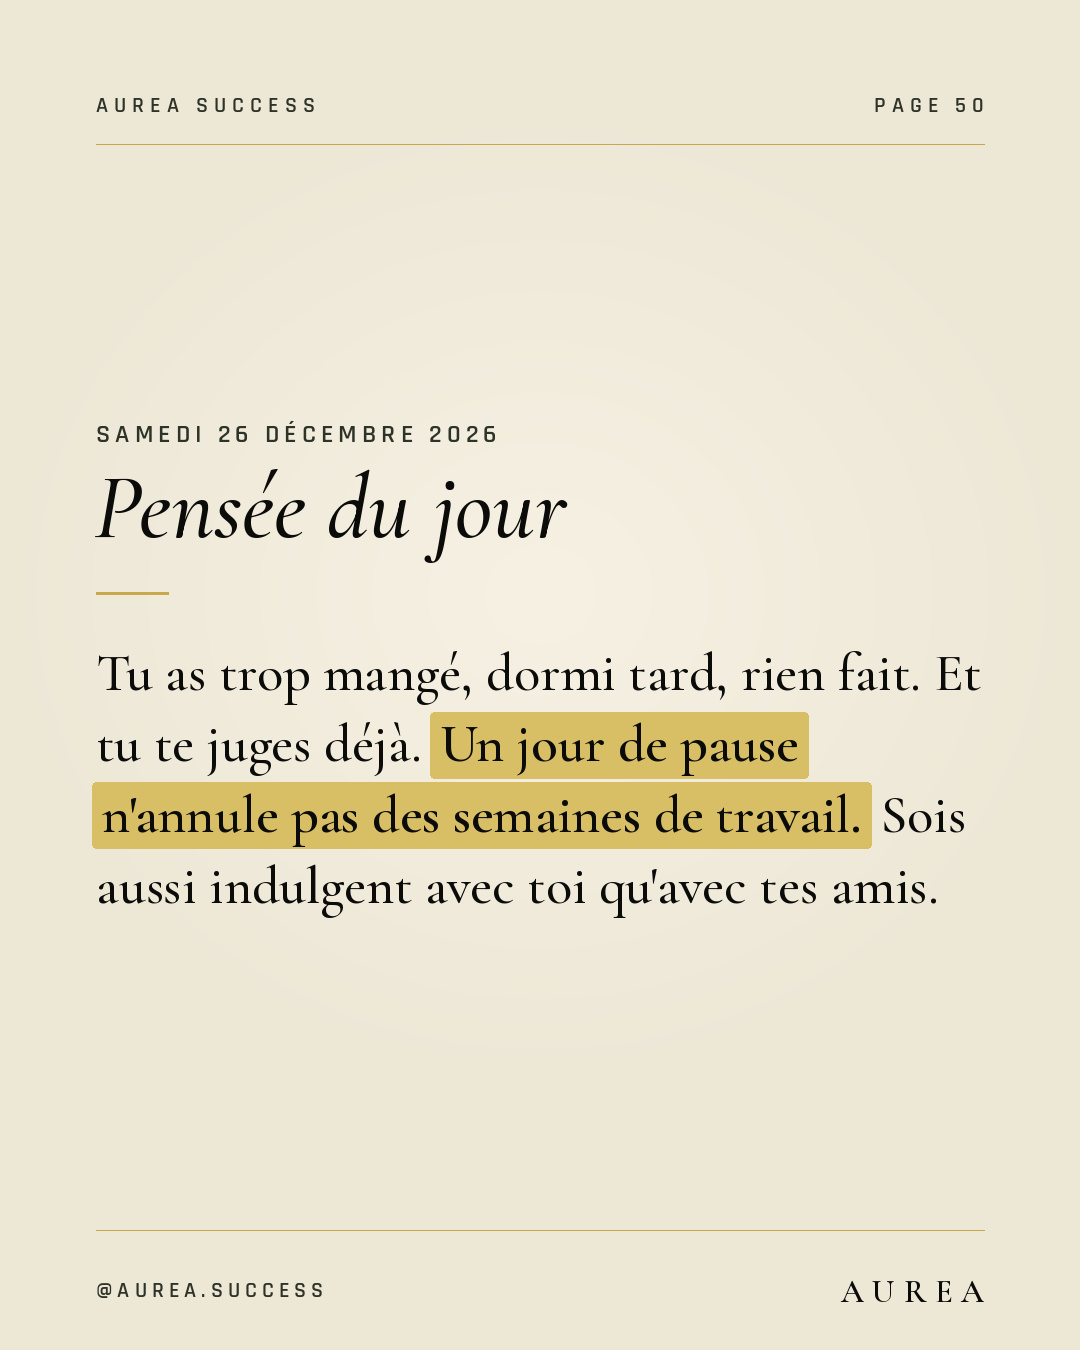 AUREA SUCCESS
PAGE 50
SAMEDI 26 DÉCEMBRE 2026
Pensée du jour
Tu as trop mangé, dormi tard, rien fait. Et
tu te juges déjà. Un jour de pause
n'annule pas des semaines de travail. Sois
aussi indulgent avec toi qu'avec tes amis.
@AUREA.SUCCESS
AUREA